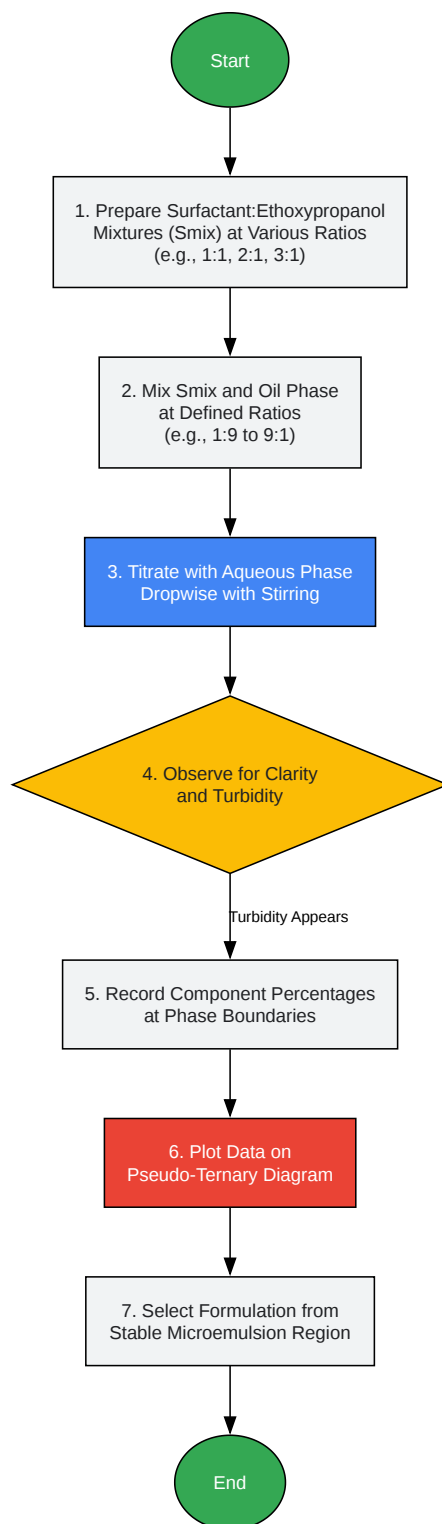 Start
1. Prepare Surfactant:Ethoxypropanol
Mixtures (Smix) at Various Ratios
(e.g., 1:1, 2:1, 3:1)
2. Mix Smix and Oil Phase
at Defined Ratios
(e.g., 1:9 to 9:1)
3. Titrate with Aqueous Phase
Dropwise with Stirring
4. Observe for Clarity
and Turbidity
Turbidity Appears
5. Record Component Percentages
at Phase Boundaries
6. Plot Data on
Pseudo-Ternary Diagram
7. Select Formulation from
Stable Microemulsion Region
End